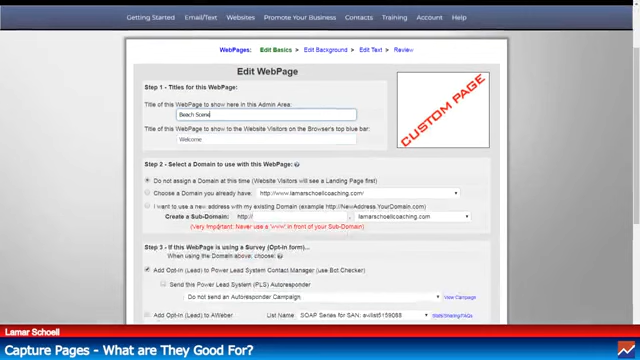 Getting Started Email/Text Websites Promote Your Business Contacts Training Account Help
WebPages: Edit Basics > Edit Background > Edit Text > Review
Edit WebPage
Step 1 - Titles for this WebPage:
Title of this WebPage to show here in this Admin Area:
Beach Scene
Title of this WebPage to show to the Website Visitors on the Browser's top blue bar:
Welcome
CUSTOM PAGE
Step 2 - Select a Domain to use with this WebPage:
Do not assign a Domain at this time (Website Visitors will see a Landing Page first)
Choose a Domain you already have: http://www.lamarschoellcoaching.com/
I want to use a new address with my existing Domain (example http://NewAddress.YourDomain.com)
Create a Sub-Domain: http:// . lamarschoellcoaching.com
(Very Important: Never use a 'www' in front of your Sub-Domain)
Step 3 - If this WebPage is using a Survey (Opt-in form)...
When using the Domain above, choose:
Add Opt-In (Lead) to Power Lead System Contact Manager (use Bot Checker)
Send this Power Lead System (PLS) Autoresponder
Do not send an Autoresponder Campaign View Campaign
Add Opt-In (Lead) to AWeber List Name SOAP Series for SAN: awlist5159088
Lamar Schoell
Capture Pages - What are They Good For?